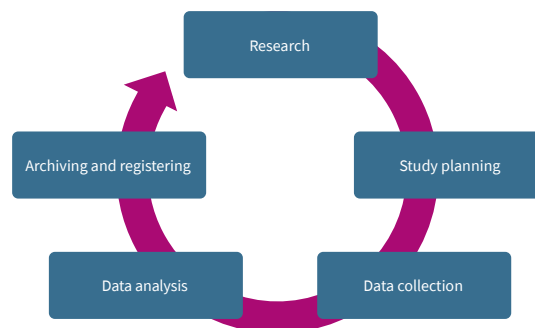 Research
Study planning
Data collection
Data analysis
Archiving and registering